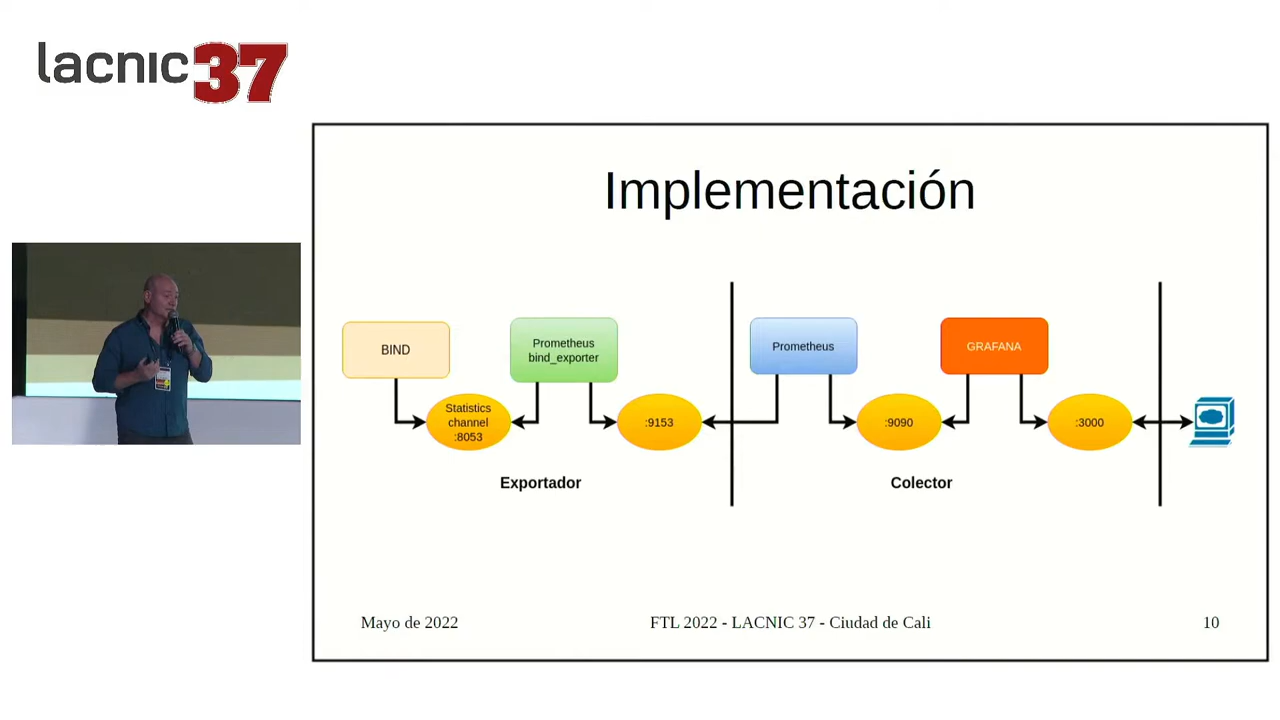 lacnic37
Implementación
BIND
Prometheus
bind_exporter
Prometheus
GRAFANA
Statistics
channel
:8053
:9153
:9090
:3000
Exportador
Colector
Mayo de 2022
FTL 2022 - LACNIC 37 - Ciudad de Cali
10